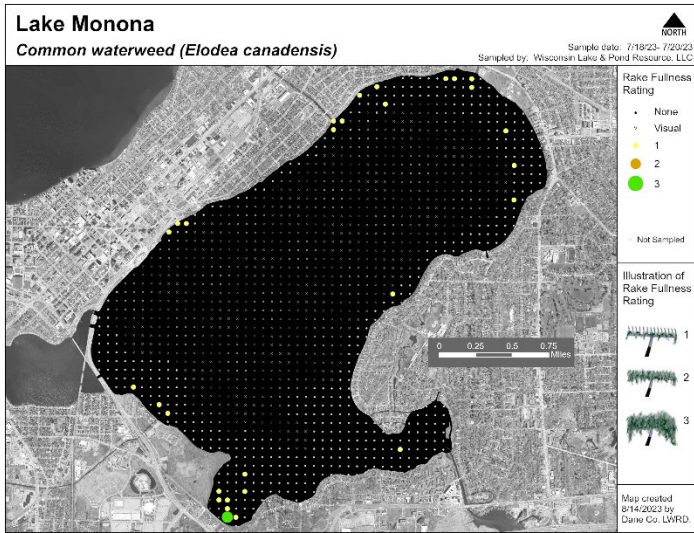 Lake Monona
Common waterweed (Elodea canadensis)
NORTH
Sample date: 7/18/23- 7/20/23
Sampled by: Wisconsin Lake & Pond Resource, LLC
Rake Fullness
Rating
None
Visual
1
2
3
Not Sampled
Illustration of
Rake Fullness
Rating
1
2
3
0 0.25 0.5 0.75
Miles
Map created
8/14/2023 by
Dane Co. LWRD.